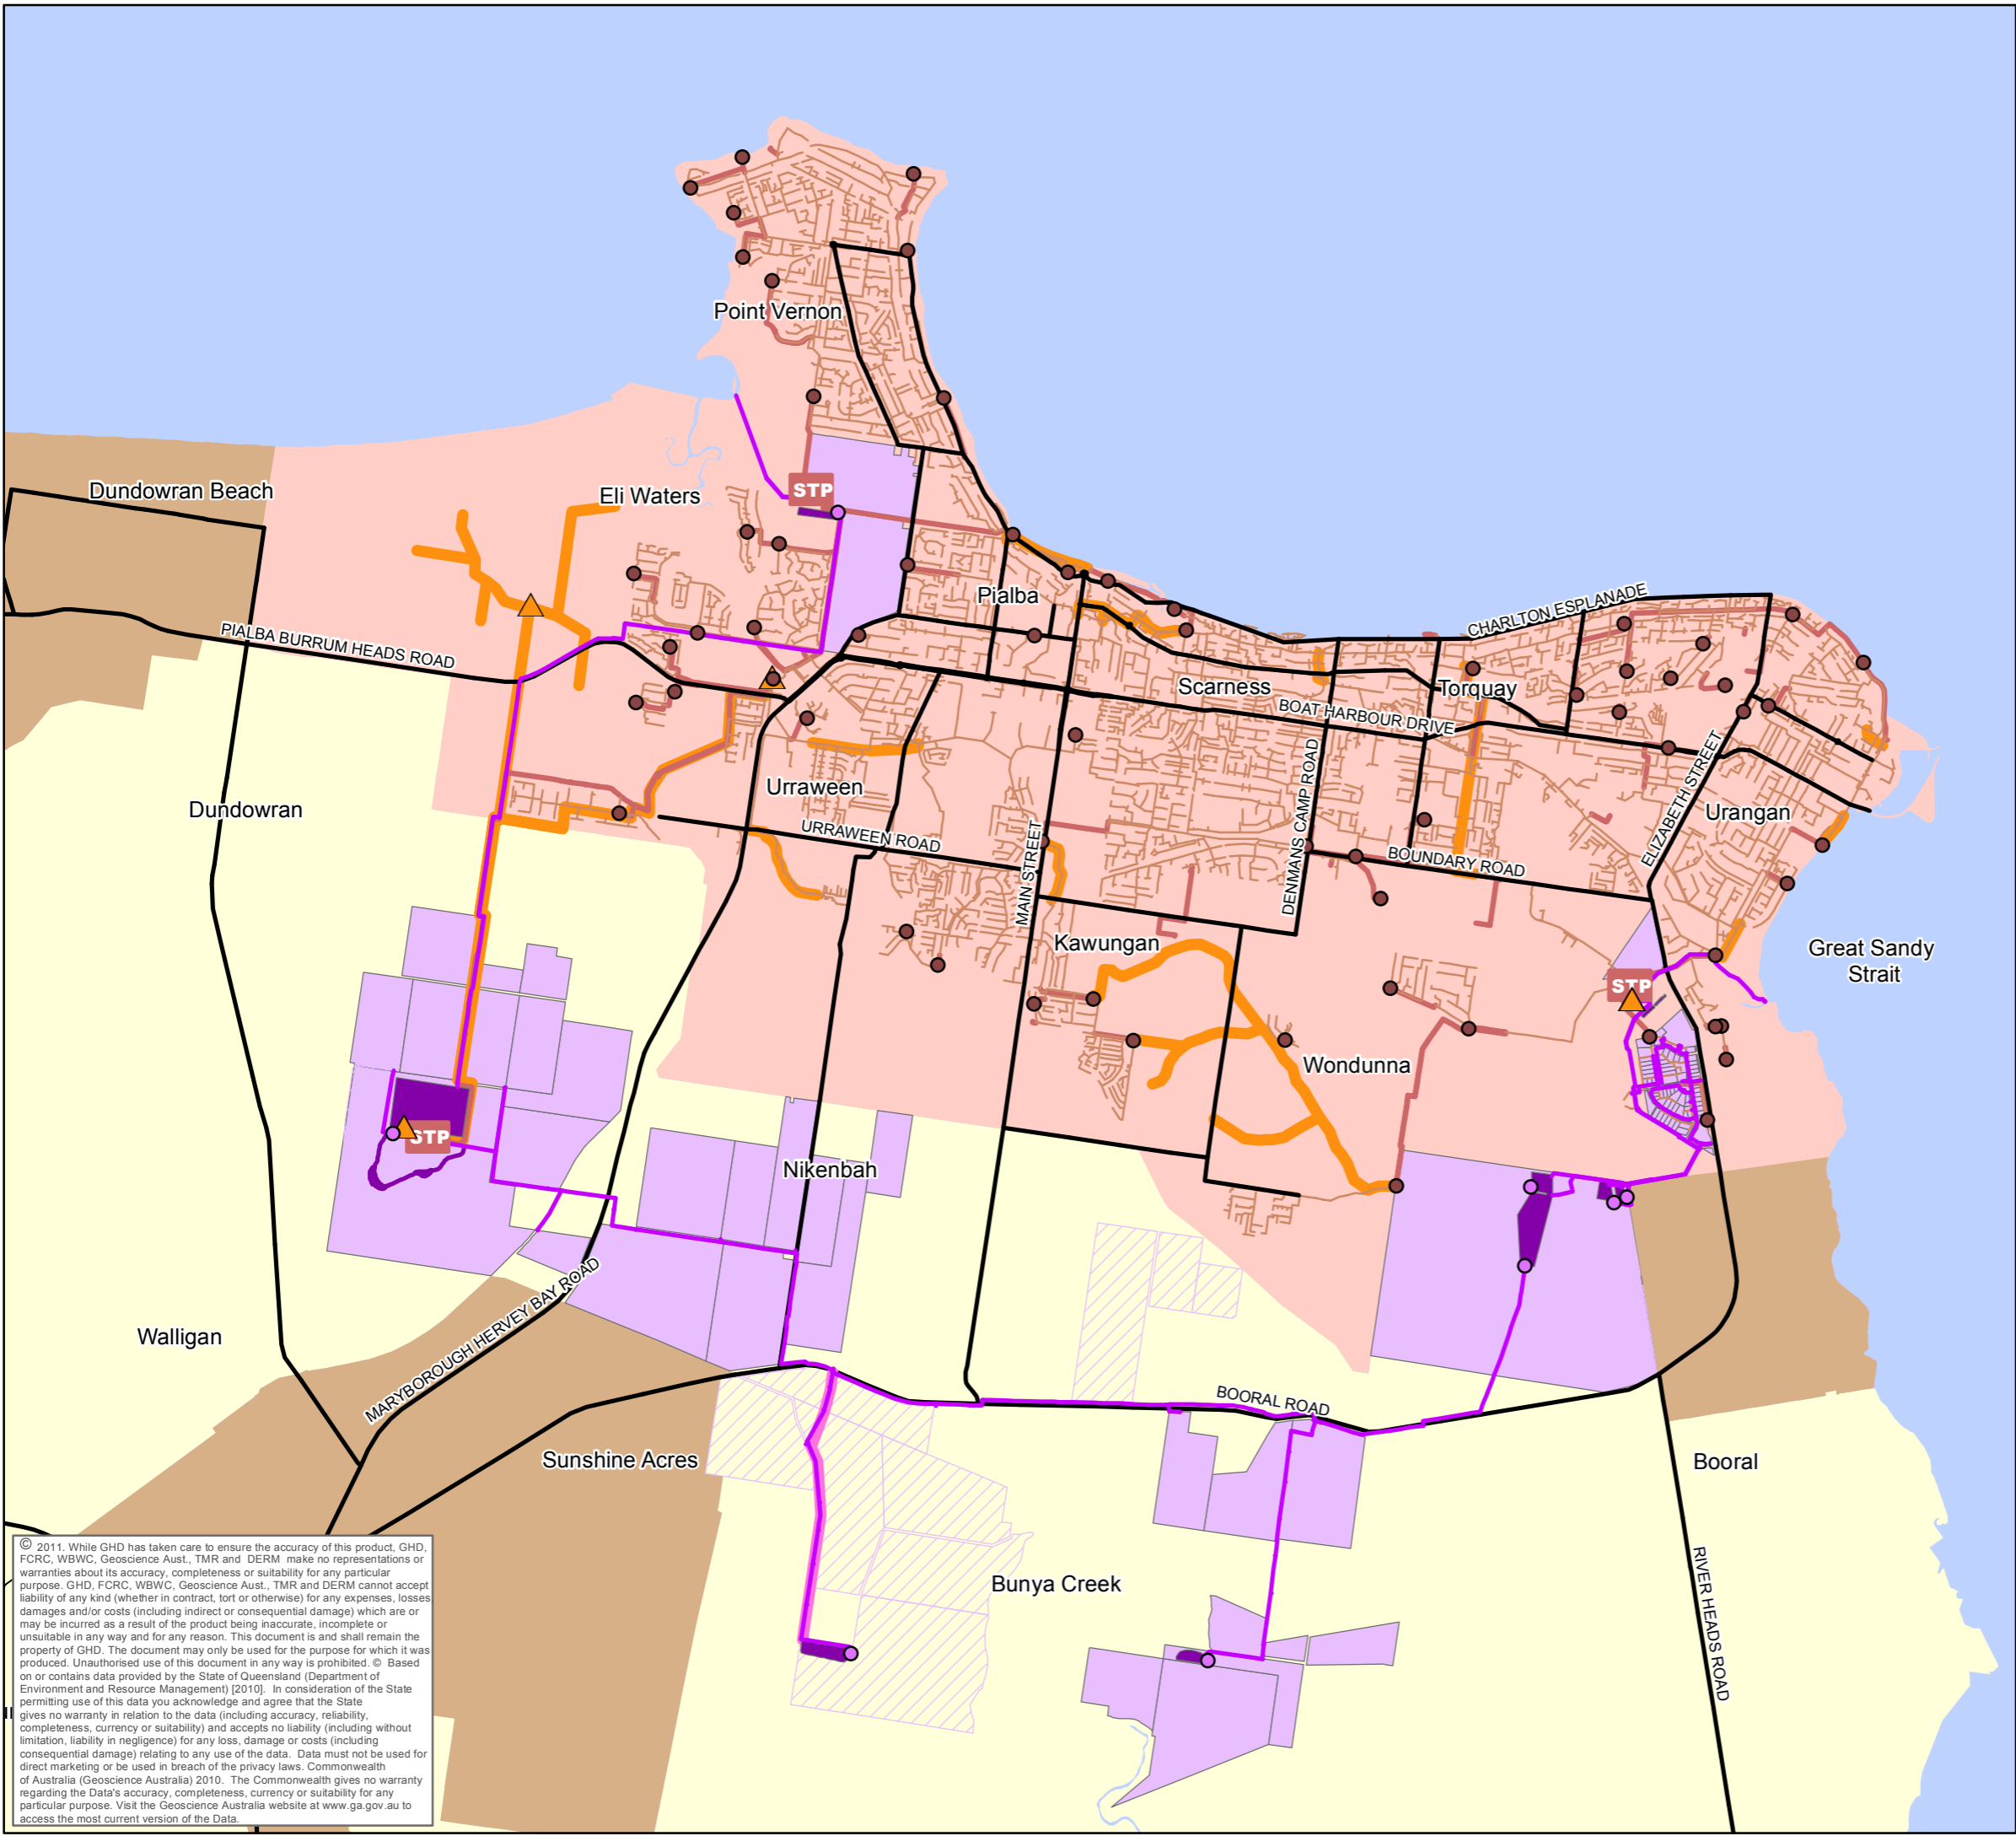 Point Vernon
Dundowran Beach
Eli Waters
STP
Pialba
CHARLTON ESPLANADE
PIALBA BURRUM HEADS ROAD
Scarness
Torquay
BOAT HARBOUR DRIVE
Urraween
Dundowran
URRAWEEN ROAD
MAIN STREET
DENMANS CAMP ROAD
BOUNDARY ROAD
ELIZABETH STREET
Urangan
Kawungan
Great Sandy
Strait
STP
Wondunna
STP
Nikenbah
Walligan
MARYBOROUGH HERVEY BAY ROAD
BOORAL ROAD
Sunshine Acres
Booral
Bunya Creek
RIVER HEADS ROAD
© 2011. While GHD has taken care to ensure the accuracy of this product, GHD,
FCRC, WBWC, Geoscience Aust., TMR and DERM make no representations or
warranties about its accuracy, completeness or suitability for any particular
purpose. GHD, FCRC, WBWC, Geoscience Aust., TMR and DERM cannot accept
liability of any kind (whether in contract, tort or otherwise) for any expenses, losses,
damages and/or costs (including indirect or consequential damage) which are or
may be incurred as a result of the product being inaccurate, incomplete or
unsuitable in any way and for any reason. This document is and shall remain the
property of GHD. The document may only be used for the purpose for which it was
produced. Unauthorised use of this document in any way is prohibited. © Based
on or contains data provided by the State of Queensland (Department of
Environment and Resource Management) [2010]. In consideration of the State
permitting use of this data you acknowledge and agree that the State
gives no warranty in relation to the data (including accuracy, reliability,
completeness, currency or suitability) and accepts no liability (including without
limitation, liability in negligence) for any loss, damage or costs (including
consequential damage) relating to any use of the data. Data must not be used for
direct marketing or be used in breach of the privacy laws. Commonwealth
of Australia (Geoscience Australia) 2010. The Commonwealth gives no warranty
regarding the Data's accuracy, completeness, currency or suitability for any
particular purpose. Visit the Geoscience Australia website at www.ga.gov.au to
access the most current version of the Data.